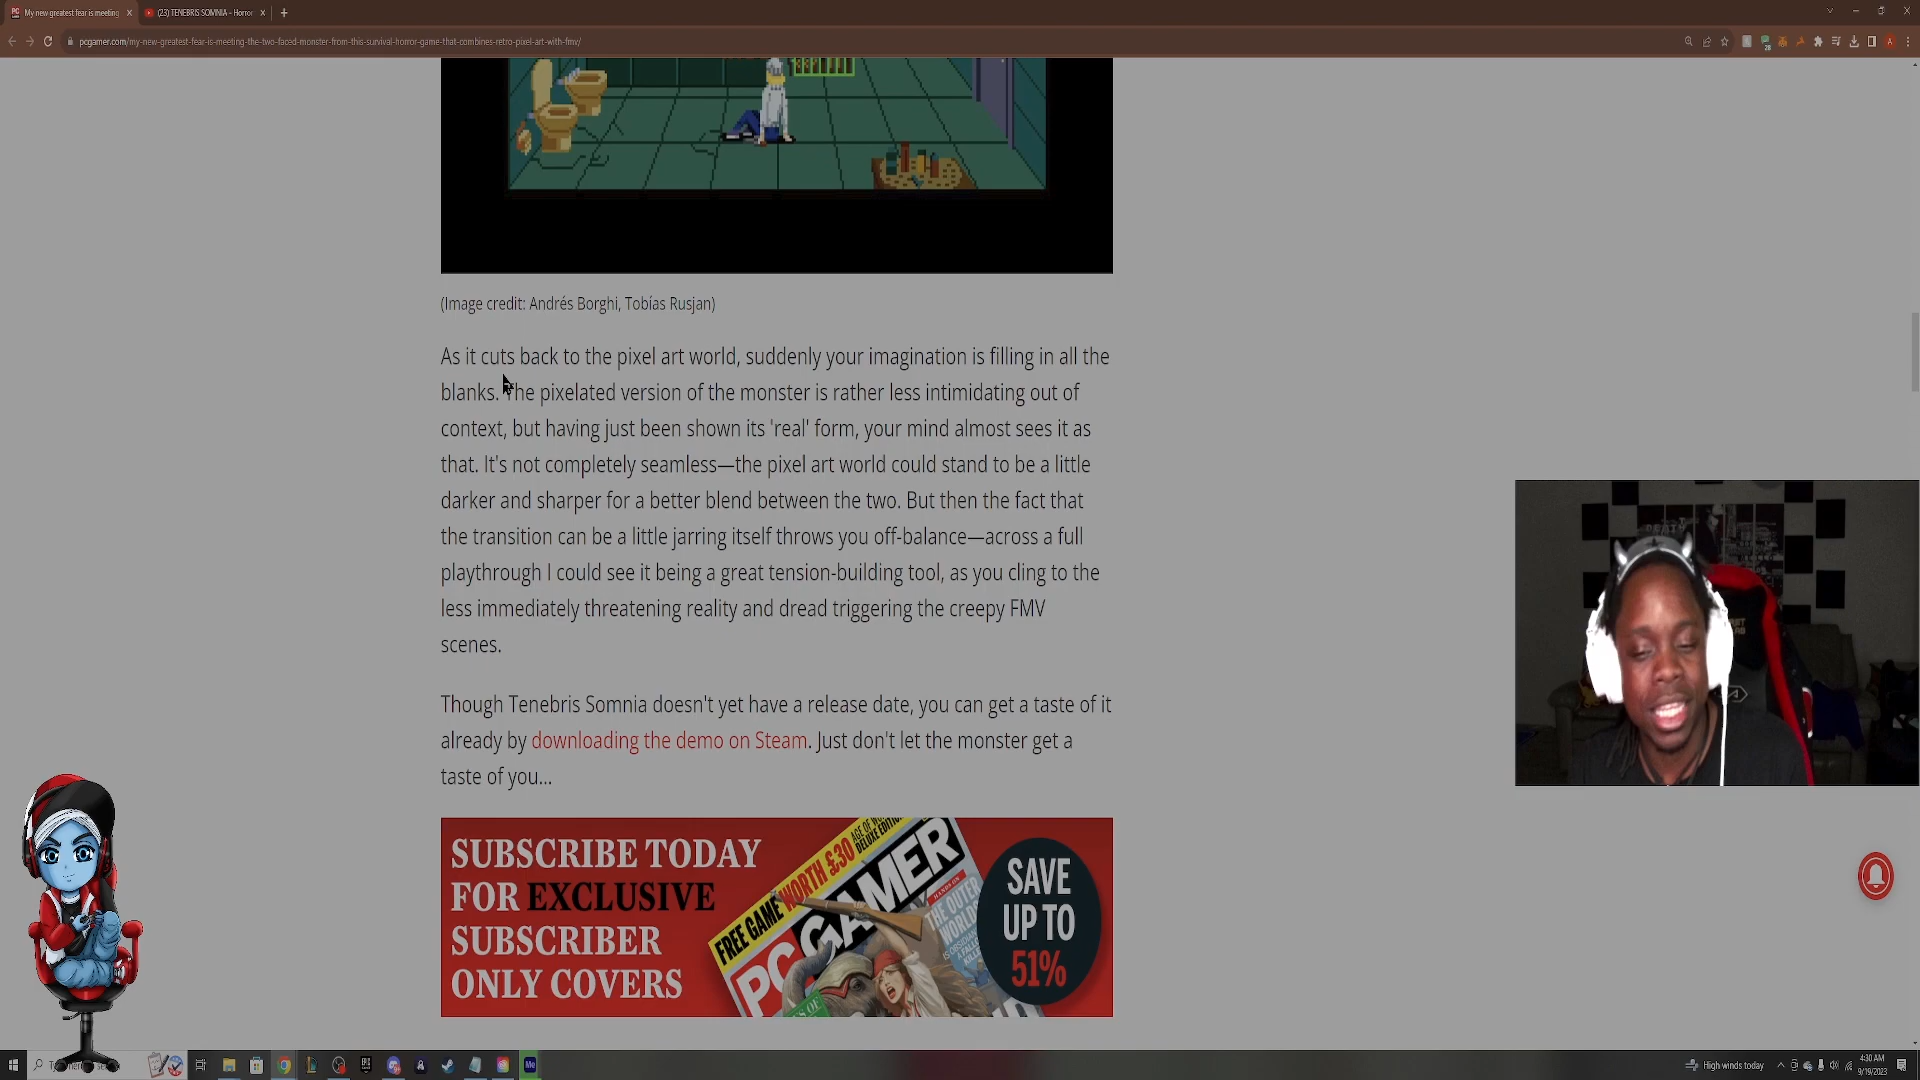 My new greatest fear is meeting
(23) TENEBRIS SOMNIA - Horror
pcgamer.com/my-new-greatest-fear-is-meeting-the-two-faced-monster-from-this-survival-horror-game-that-combines-retro-pixel-art-with-fmv/
(Image credit: Andrés Borghi, Tobías Rusjan)
As it cuts back to the pixel art world, suddenly your imagination is filling in all the
blanks. The pixelated version of the monster is rather less intimidating out of
context, but having just been shown its 'real' form, your mind almost sees it as
that. It's not completely seamless—the pixel art world could stand to be a little
darker and sharper for a better blend between the two. But then the fact that
the transition can be a little jarring itself throws you off-balance—across a full
playthrough I could see it being a great tension-building tool, as you cling to the
less immediately threatening reality and dread triggering the creepy FMV
scenes.
Though Tenebris Somnia doesn't yet have a release date, you can get a taste of it
already by downloading the demo on Steam. Just don't let the monster get a
taste of you...
SUBSCRIBE TODAY
FOR EXCLUSIVE
SUBSCRIBER
ONLY COVERS
FREE GAME WORTH £30
PC GAMER
HANDS ON
THE OUTER
SAVE
UP TO
51%
DEATH
High winds today
4:30 AM
9/19/2023